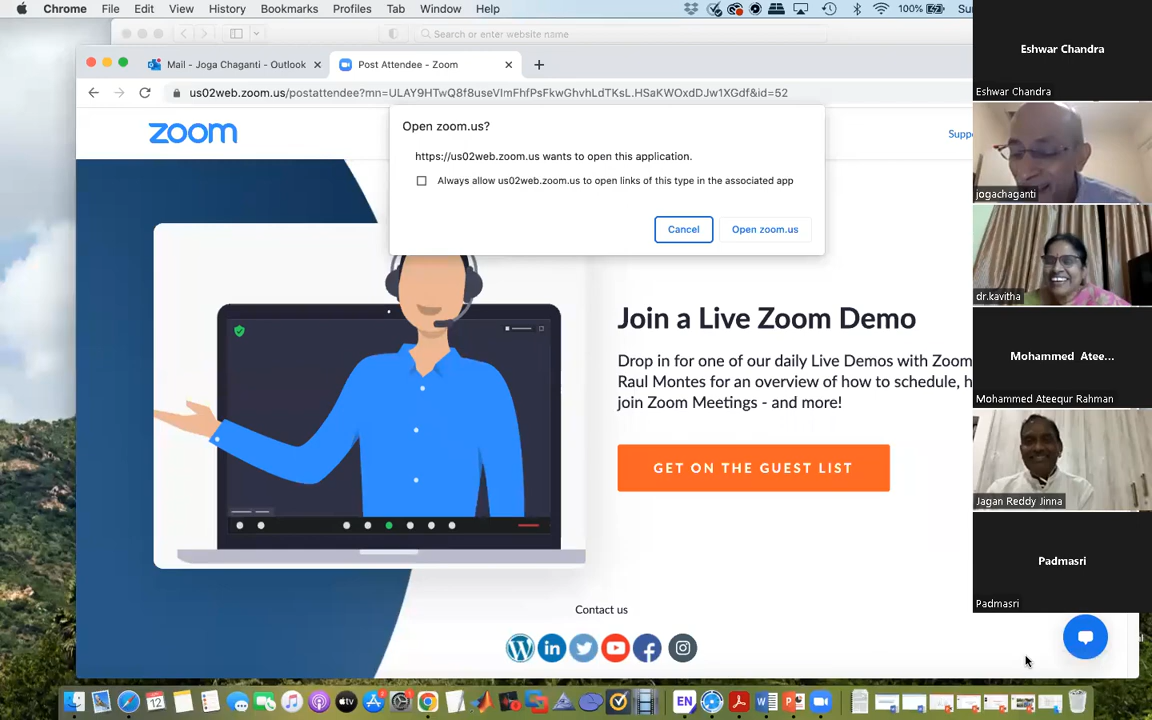 Chrome File Edit View History Bookmarks Profiles Tab Window Help 100% Su
Search or enter website name
Mail - Joga Chaganti - Outlook
Post Attendee - Zoom
us02web.zoom.us/postattendee?mn=ULAY9HTwQ8f8useVImFhfPsFkwGhvhLdTKsL.HSaKWOxdDJw1XGdf&id=52
zoom
Suppo
Open zoom.us?
https://us02web.zoom.us wants to open this application.
Always allow us02web.zoom.us to open links of this type in the associated app
Cancel
Open zoom.us
Join a Live Zoom Demo
Drop in for one of our daily Live Demos with Zoom
Raul Montes for an overview of how to schedule, h
join Zoom Meetings - and more!
GET ON THE GUEST LIST
Contact us
Eshwar Chandra
Eshwar Chandra
jogachaganti
dr.kavitha
Mohammed Atee...
Mohammed Ateequr Rahman
Jagan Reddy Jinna
Padmasri
Padmasri
12
tv
EN